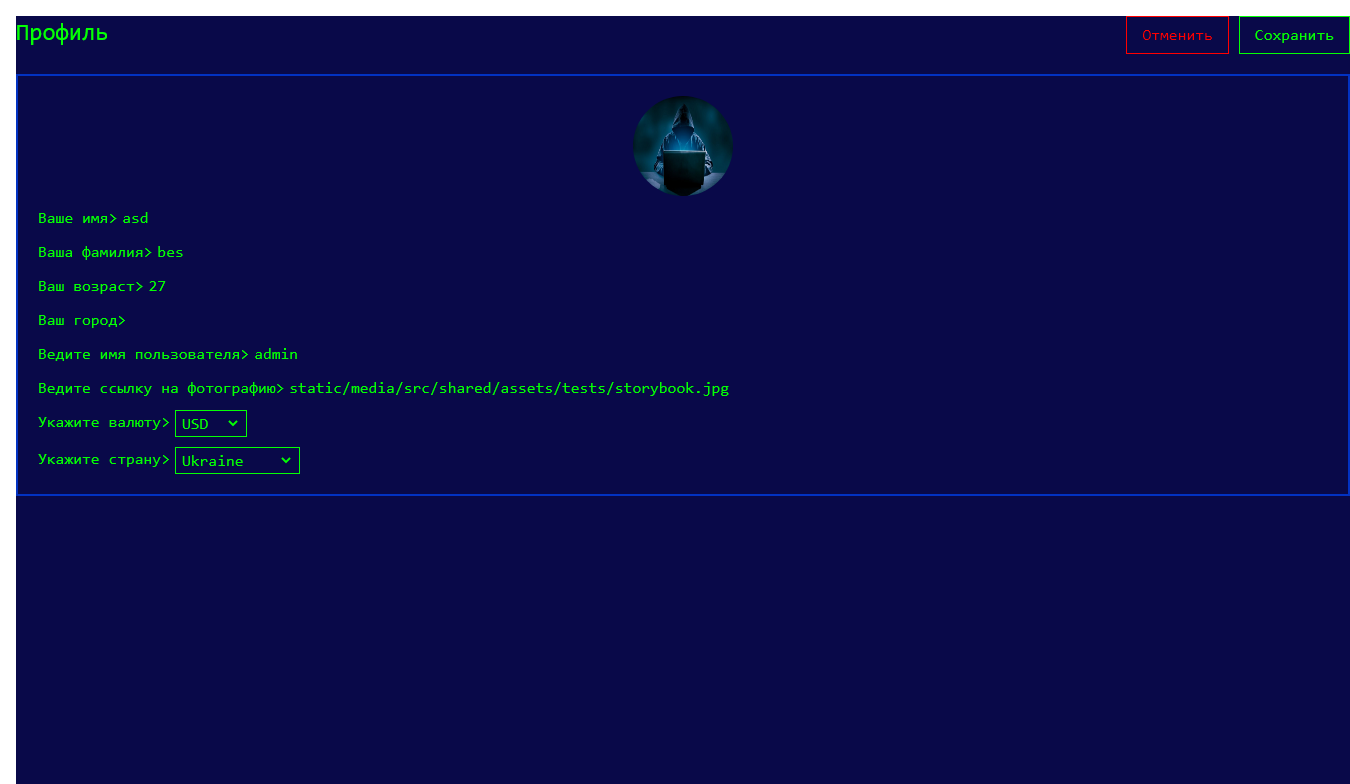 Профиль
Отменить
Сохранить
Ваше имя> asd
Ваша фамилия> bes
Ваш возраст> 27
Ваш город>
Ведите имя пользователя> admin
Ведите ссылку на фотографию> static/media/src/shared/assets/tests/storybook.jpg
Укажите валюту> USD
Укажите страну> Ukraine